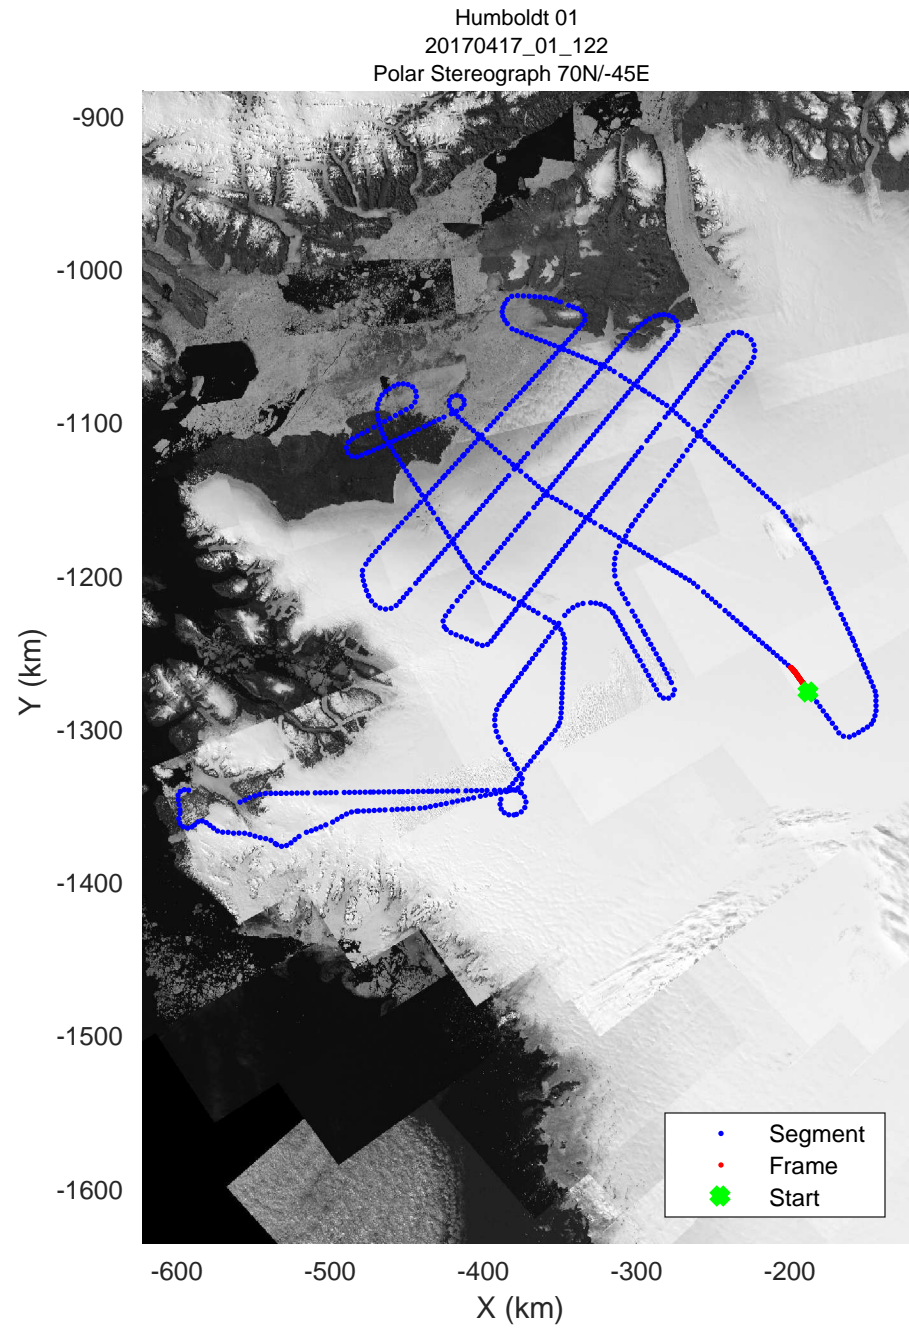 Humboldt 01
20170417_01_122
Polar Stereograph 70N/-45E
-900
-1000
-1100
-1200
-1300
-1400
-1500
-1600
Y (km)
Segment
Frame
Start
-600 -500 -400 -300 -200
X (km)